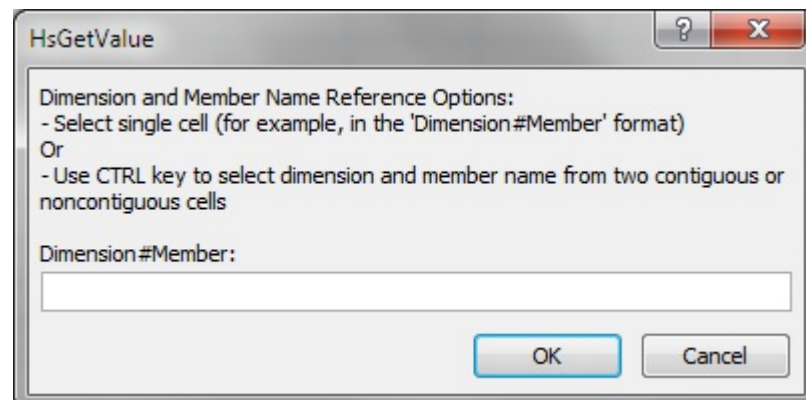 HsGetValue
Dimension and Member Name Reference Options:
- Select single cell (for example, in the 'Dimension#Member' format)
Or
- Use CTRL key to select dimension and member name from two contiguous or
noncontiguous cells
Dimension#Member:
OK Cancel